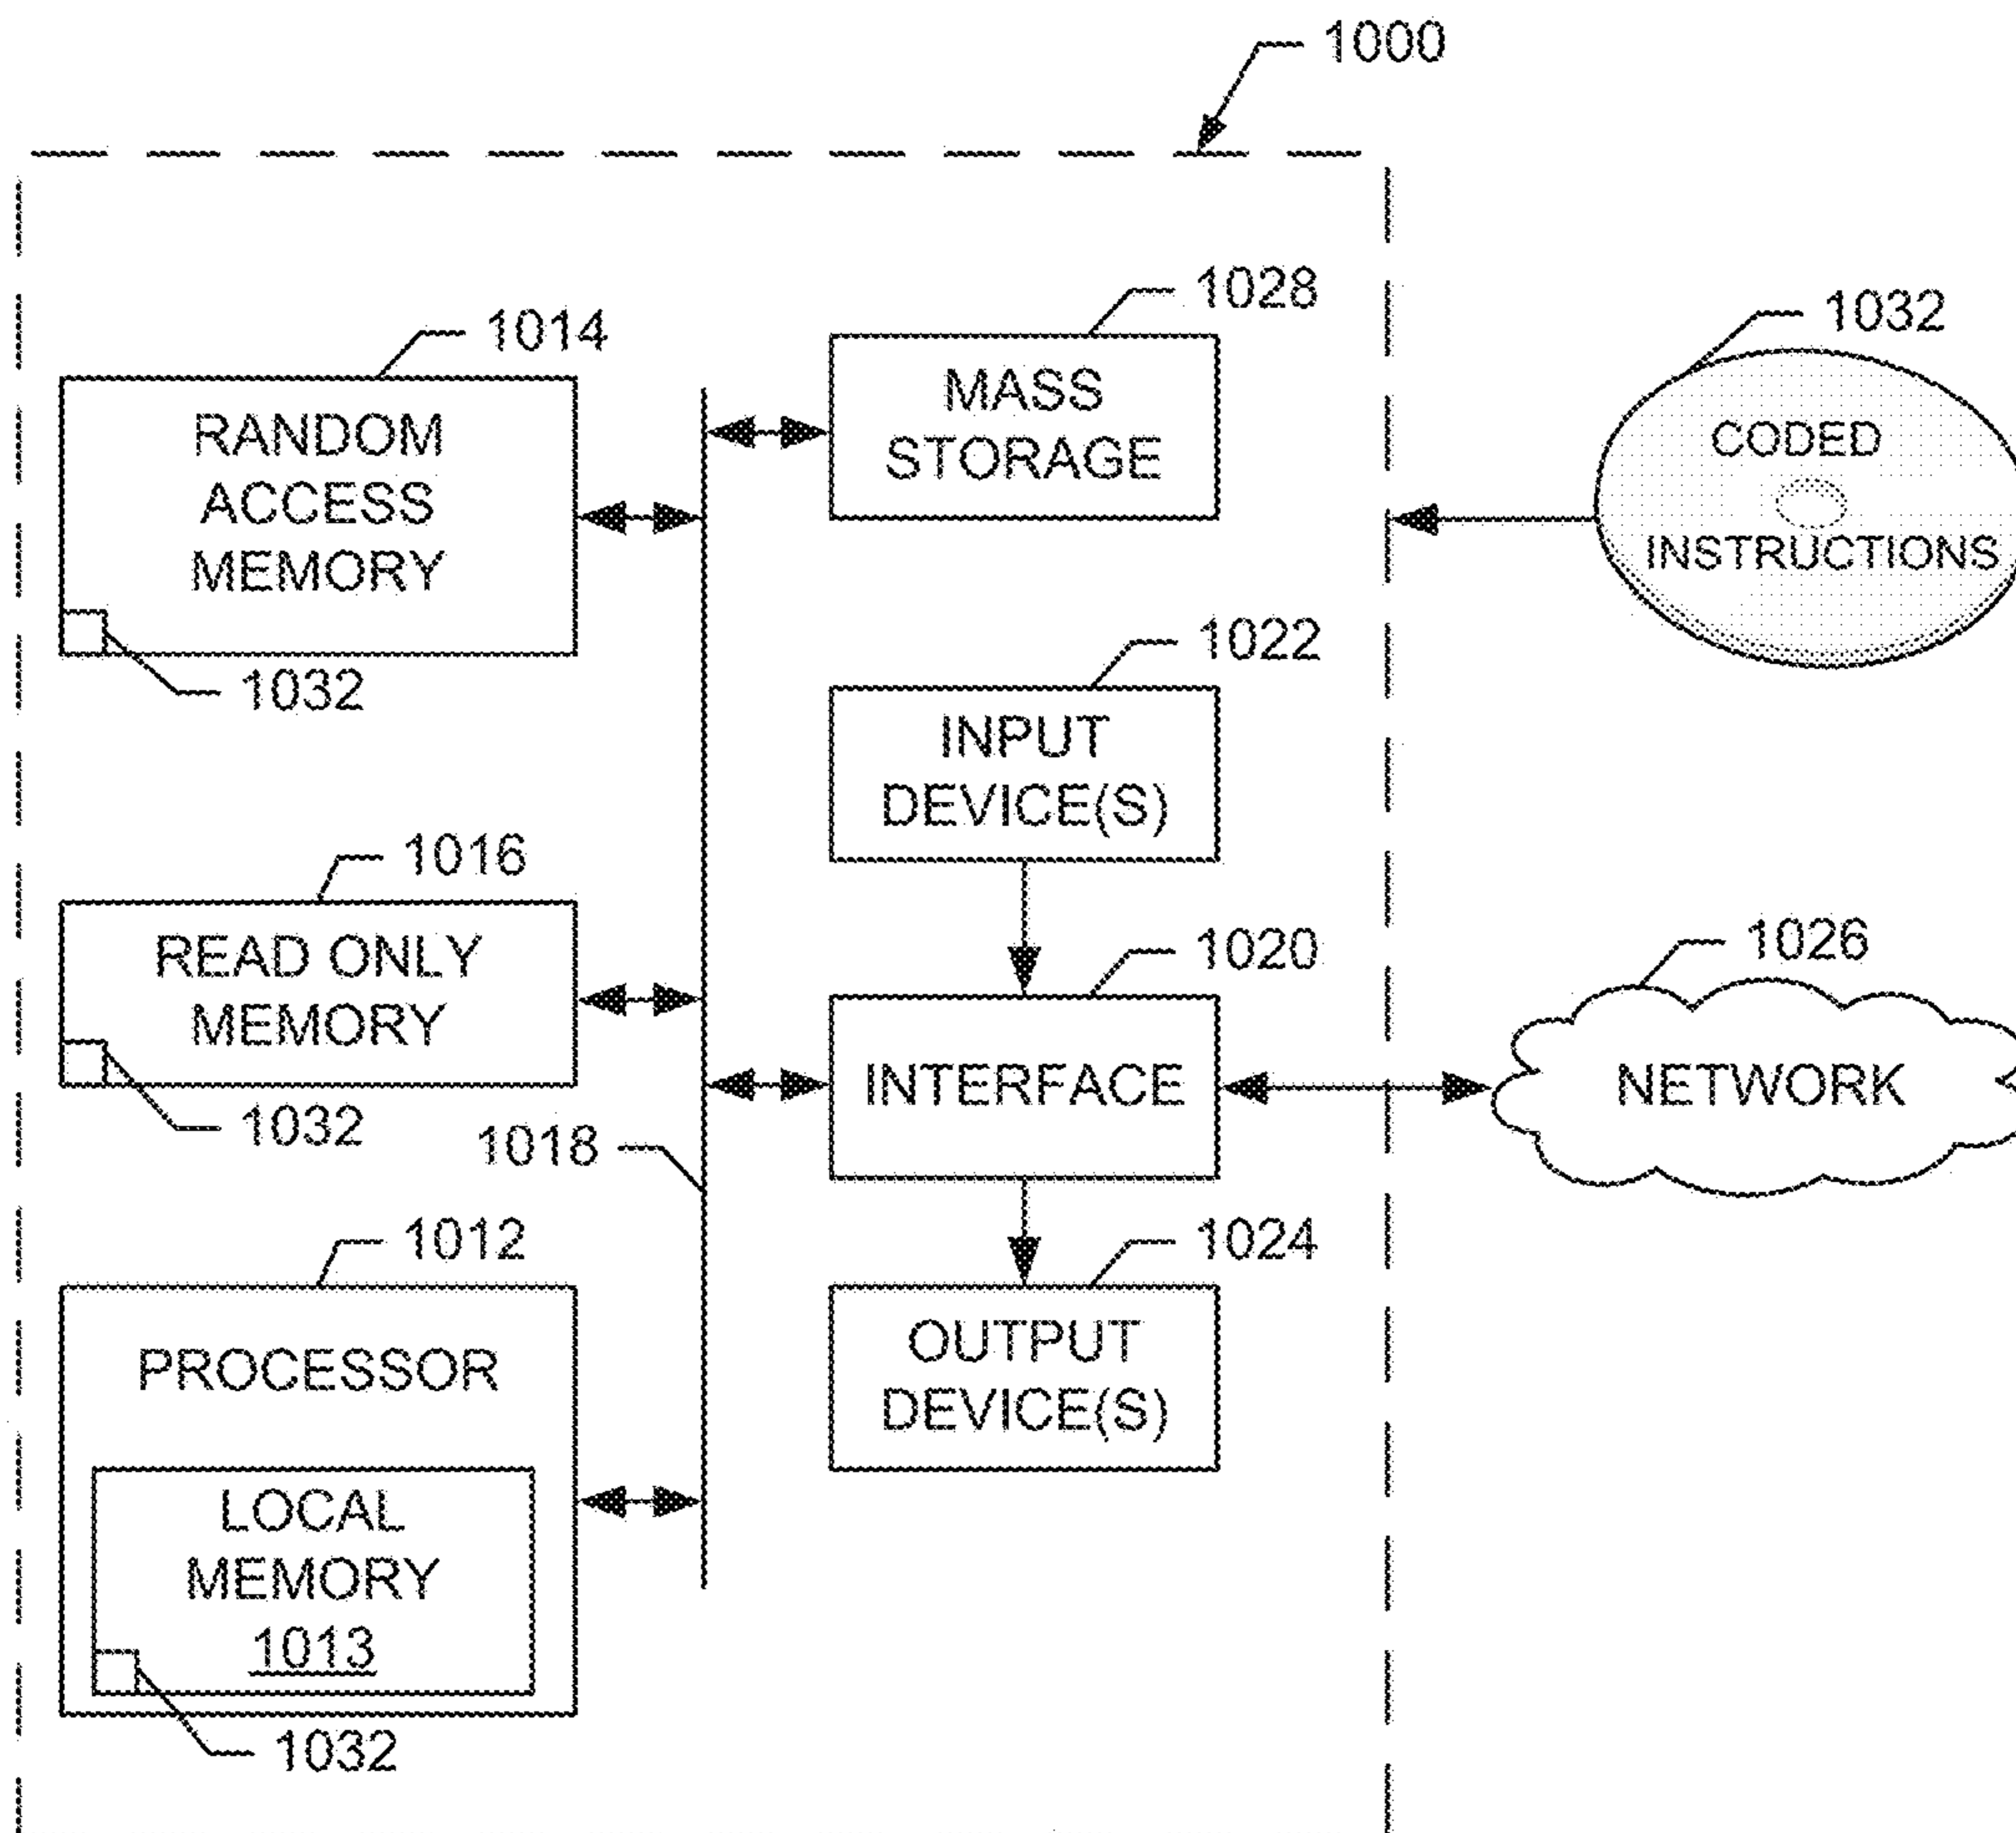 1000
1028
1014
1032
MASS
STORAGE
RANDOM
ACCESS
MEMORY
CODED
INSTRUCTIONS
1032
1022
INPUT
DEVICE(S)
1016
1020
1026
READ ONLY
MEMORY
INTERFACE
NETWORK
1032
1018
1012
1024
PROCESSOR
OUTPUT
DEVICE(S)
LOCAL
MEMORY
1013
1032